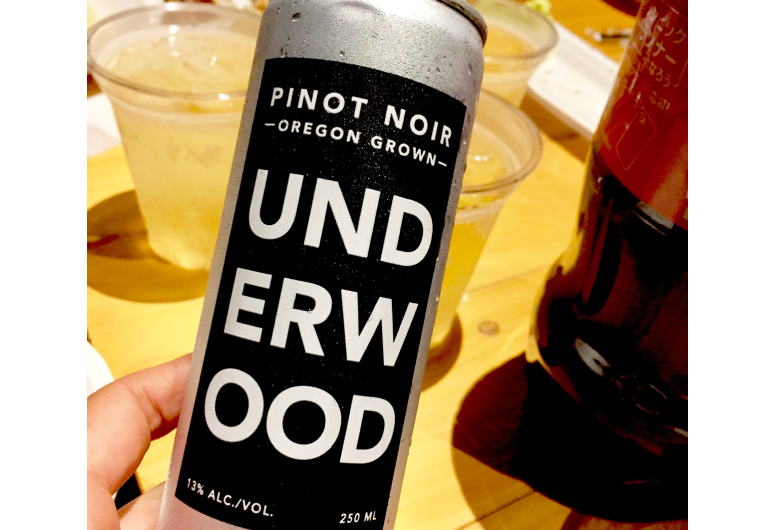 PINOT NOIR
—OREGON GROWN—
UND
ERW
OOD
13% ALC./VOL.
250 ML